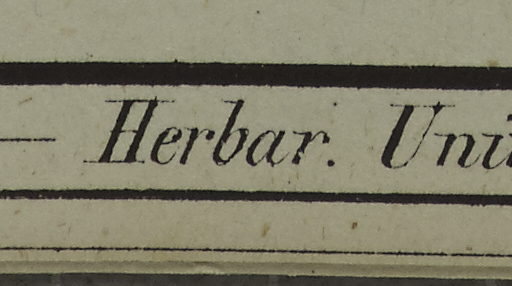 — Herbar. Uni